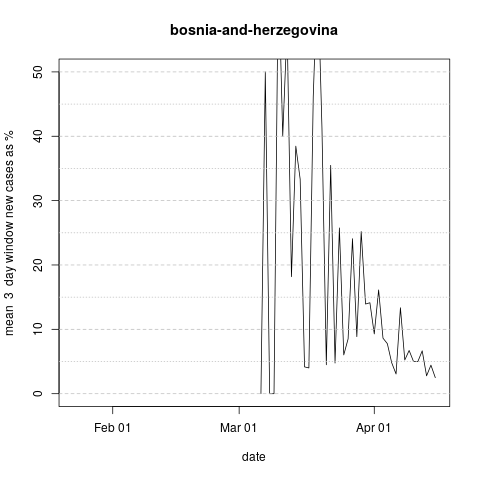 bosnia-and-herzegovina
mean 3 day window new cases as %
50
40
30
20
10
0
Feb 01
Mar 01
Apr 01
date